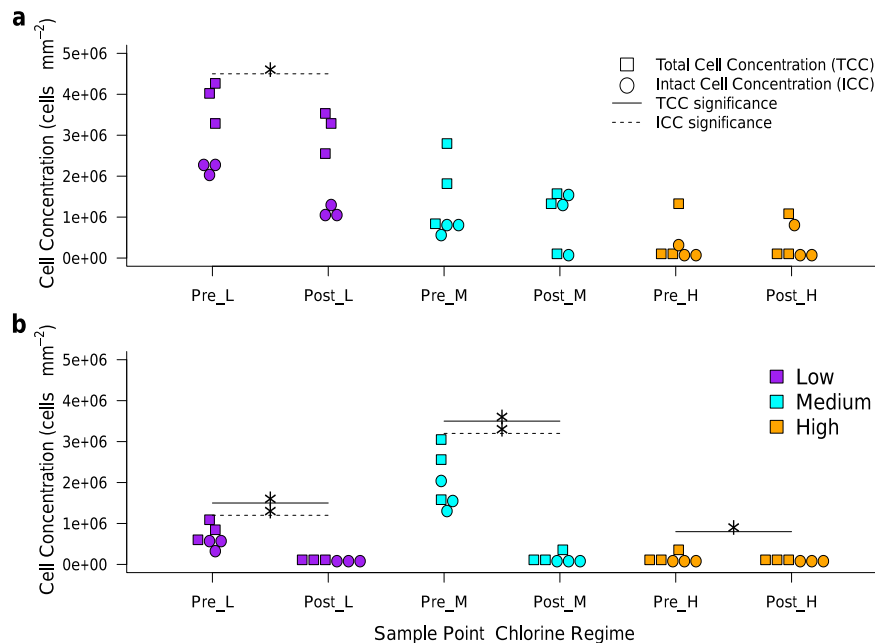 a
Cell Concentration (cells mm−2)
5e+06
4e+06
3e+06
2e+06
1e+06
0e+00
Total Cell Concentration (TCC)
Intact Cell Concentration (ICC)
TCC significance
ICC significance
Pre_L Post_L Pre_M Post_M Pre_H Post_H
b
Cell Concentration (cells mm−2)
5e+06
4e+06
3e+06
2e+06
1e+06
0e+00
Low
Medium
High
Pre_L Post_L Pre_M Post_M Pre_H Post_H
Sample Point Chlorine Regime